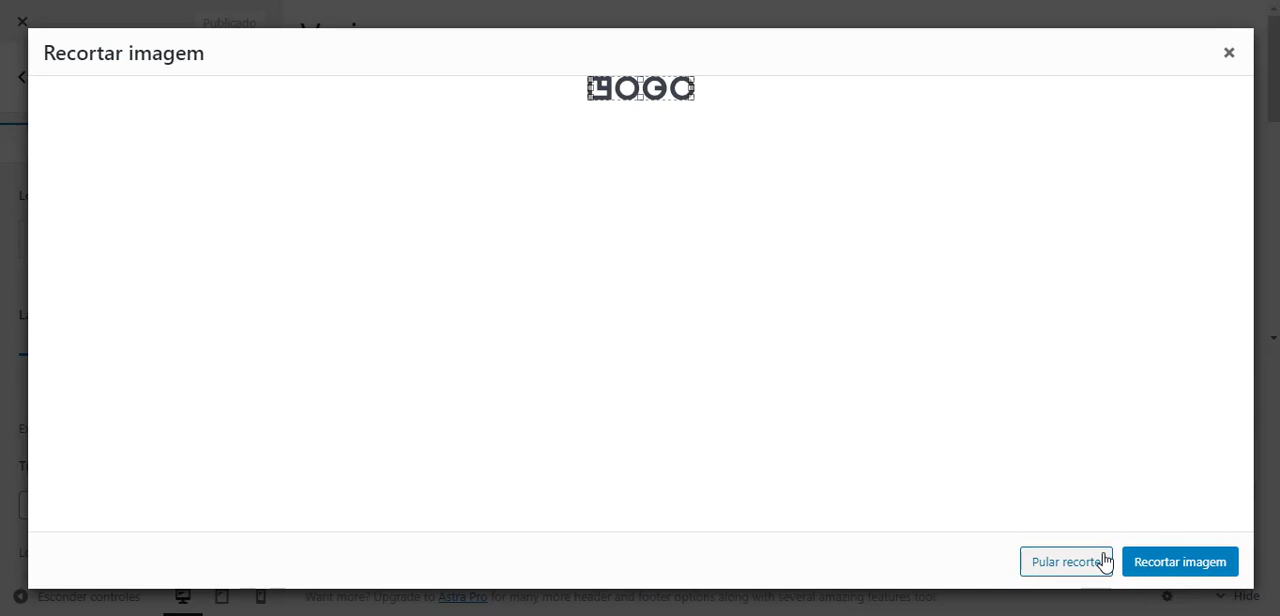 Publicado
Recortar imagem
Pular recorte
Recortar imagem
Esconder controles
Want more? Upgrade to Astra Pro for many more header and footer options along with several amazing features too!
Hide